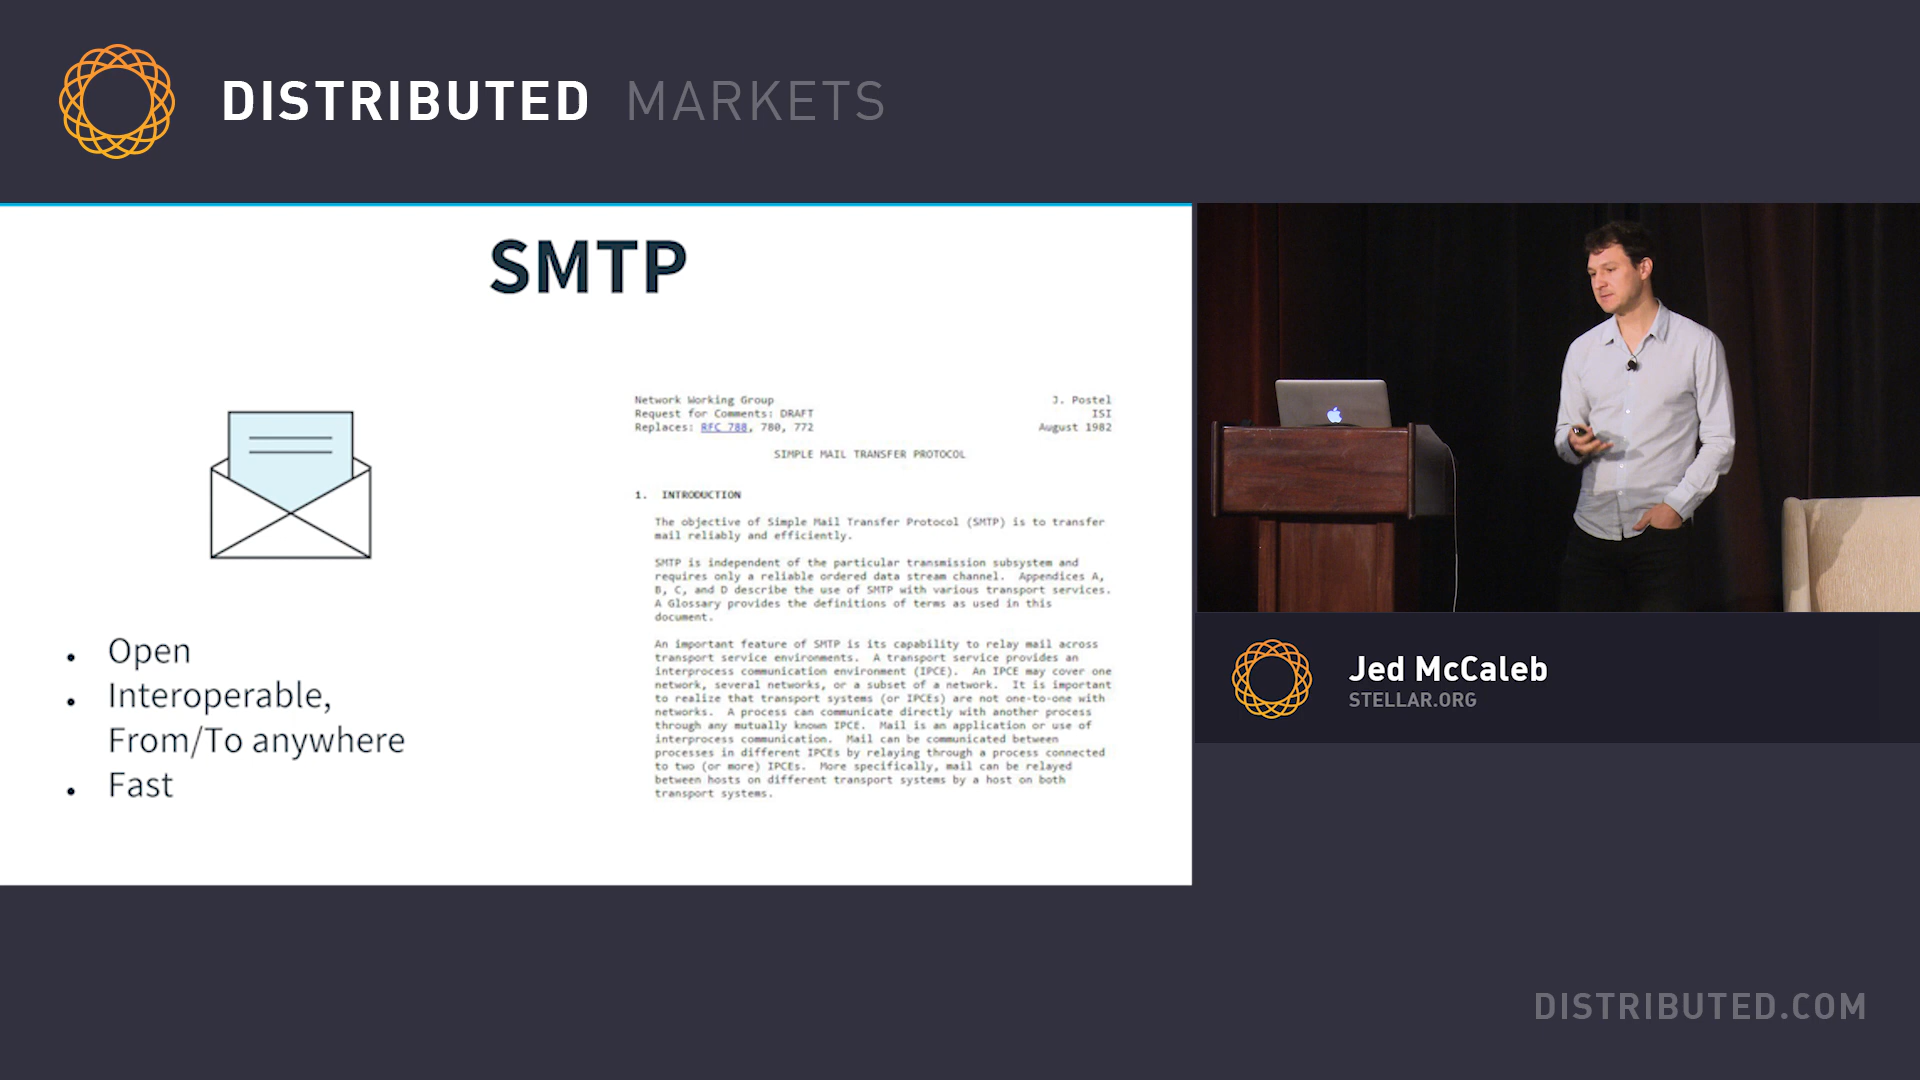 DISTRIBUTED MARKETS
SMTP
Network Working Group J. Postel
Request for Comments: DRAFT ISI
Replaces: RFC 788, 780, 772 August 1982
SIMPLE MAIL TRANSFER PROTOCOL
1. INTRODUCTION
The objective of Simple Mail Transfer Protocol (SMTP) is to transfer
mail reliably and efficiently.
SMTP is independent of the particular transmission subsystem and
requires only a reliable ordered data stream channel. Appendices A,
B, C, and D describe the use of SMTP with various transport services.
A Glossary provides the definitions of terms as used in this
document.
An important feature of SMTP is its capability to relay mail across
transport service environments. A transport service provides an
interprocess communication environment (IPCE). An IPCE may cover one
network, several networks, or a subset of a network. It is important
to realize that transport systems (or IPCEs) are not one-to-one with
networks. A process can communicate directly with another process
through any mutually known IPCE. Mail is an application or use of
interprocess communication. Mail can be communicated between
processes in different IPCEs by relaying through a process connected
to two (or more) IPCEs. More specifically, mail can be relayed
between hosts on different transport systems by a host on both
transport systems.
• Open
• Interoperable,
From/To anywhere
• Fast
Jed McCaleb
STELLAR.ORG
DISTRIBUTED.COM